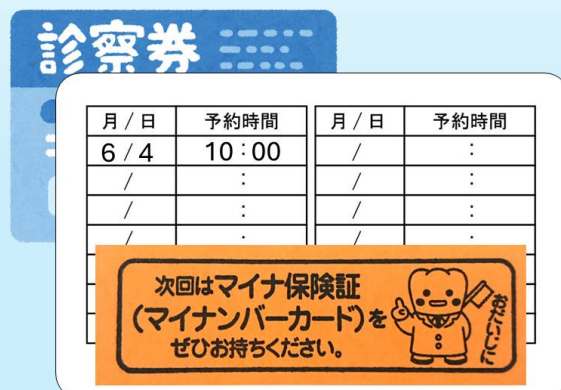 診察券
月/日 予約時間 月/日 予約時間
6/4 10:00 / :
/ : / :
/ : / :
/ : / :
次回はマイナ保険証
(マイナンバーカード)を
ぜひお持ちください。
おだいじに